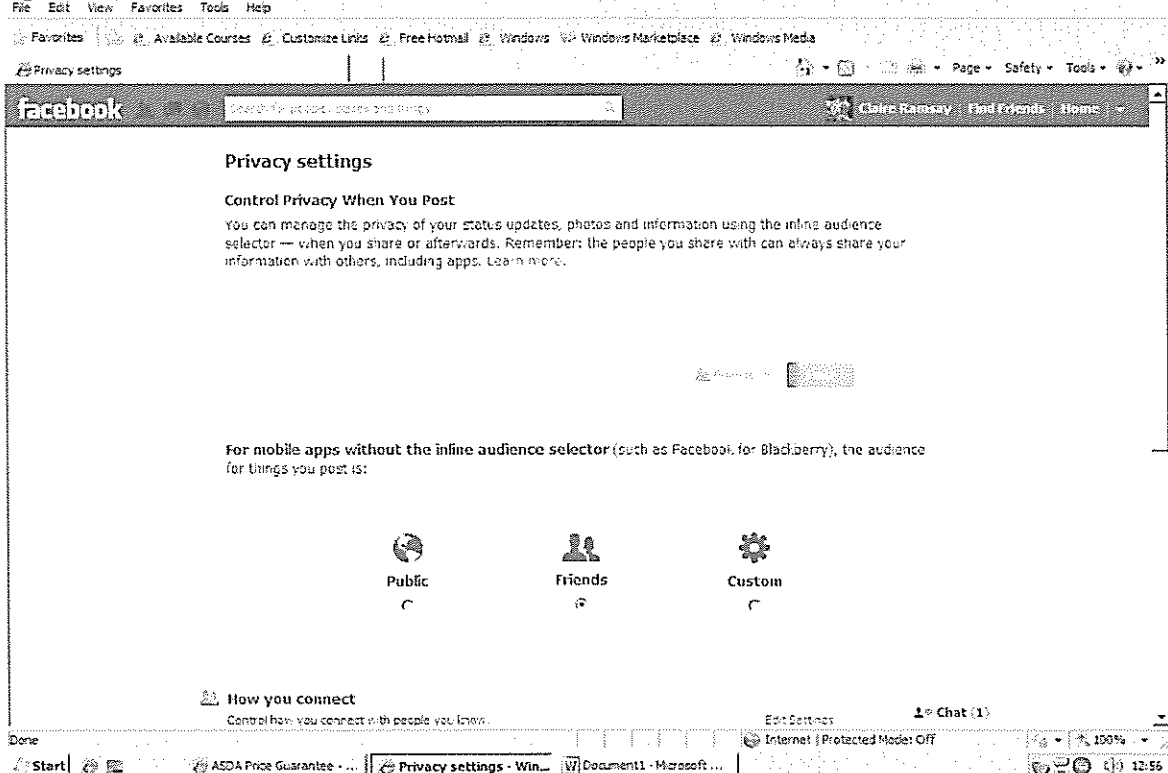 File Edit View Favorites Tools Help
Favorites Available Courses Customize Links Free Hotmail Windows Windows Marketplace Windows Media
Privacy settings Page Safety Tools »
facebook Search for people, places and things Claire Ramsay Find Friends Home
Privacy settings
Control Privacy When You Post
You can manage the privacy of your status updates, photos and information using the inline audience
selector — when you share or afterwards. Remember: the people you share with can always share your
information with others, including apps. Learn more.
For mobile apps without the inline audience selector (such as Facebook for Blackberry), the audience
for things you post is:
Public Friends Custom
How you connect
Control how you connect with people you know. Edit Settings Chat (1)
Done Internet | Protected Mode: Off 100%
Start ASDA Price Guarantee - ... Privacy settings - Win... Document1 - Microsoft ... 12:56